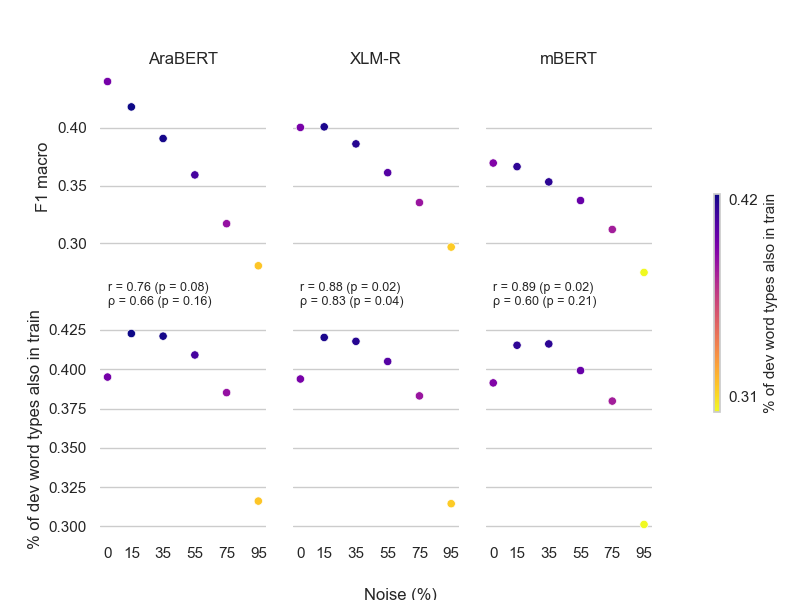 AraBERT XLM-R mBERT
F1 macro
0.40
0.35
0.30
r = 0.76 (p = 0.08)
ρ = 0.66 (p = 0.16)
r = 0.88 (p = 0.02)
ρ = 0.83 (p = 0.04)
r = 0.89 (p = 0.02)
ρ = 0.60 (p = 0.21)
% of dev word types also in train
0.425
0.400
0.375
0.350
0.325
0.300
0 15 35 55 75 95
0 15 35 55 75 95
0 15 35 55 75 95
Noise (%)
0.42
0.31
% of dev word types also in train